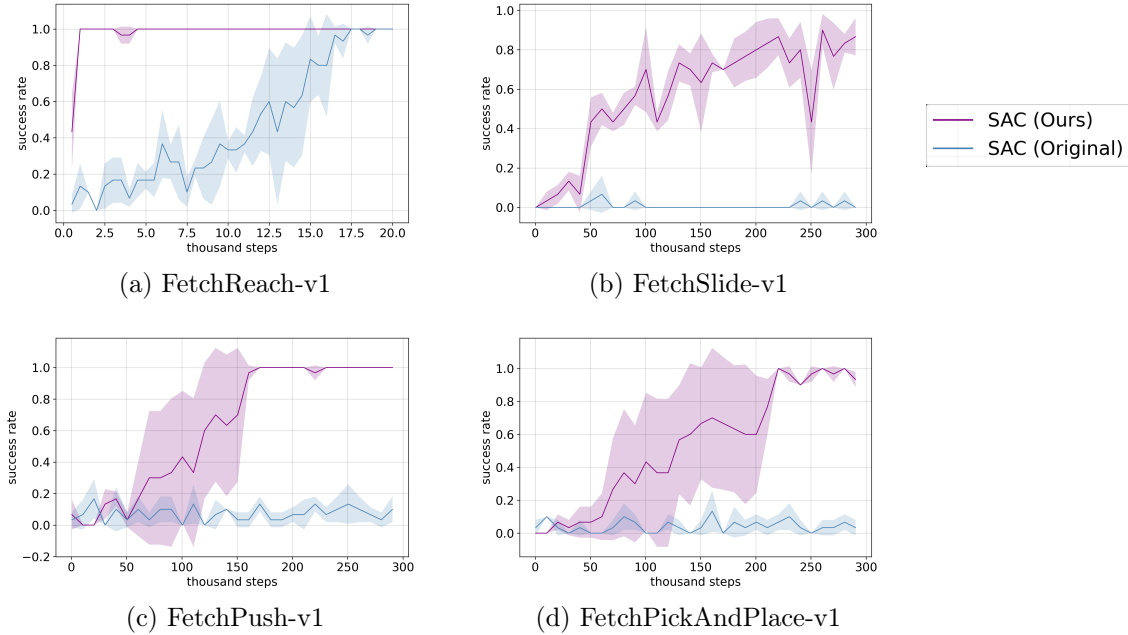 1.0
0.8
0.6
0.4
0.2
0.0
success rate
0.0 2.5 5.0 7.5 10.0 12.5 15.0 17.5 20.0
thousand steps
(a) FetchReach-v1
1.0
0.8
0.6
0.4
0.2
0.0
success rate
0 50 100 150 200 250 300
thousand steps
(b) FetchSlide-v1
SAC (Ours)
SAC (Original)
1.0
0.8
0.6
0.4
0.2
0.0
−0.2
success rate
0 50 100 150 200 250 300
thousand steps
(c) FetchPush-v1
1.0
0.8
0.6
0.4
0.2
0.0
success rate
0 50 100 150 200 250 300
thousand steps
(d) FetchPickAndPlace-v1